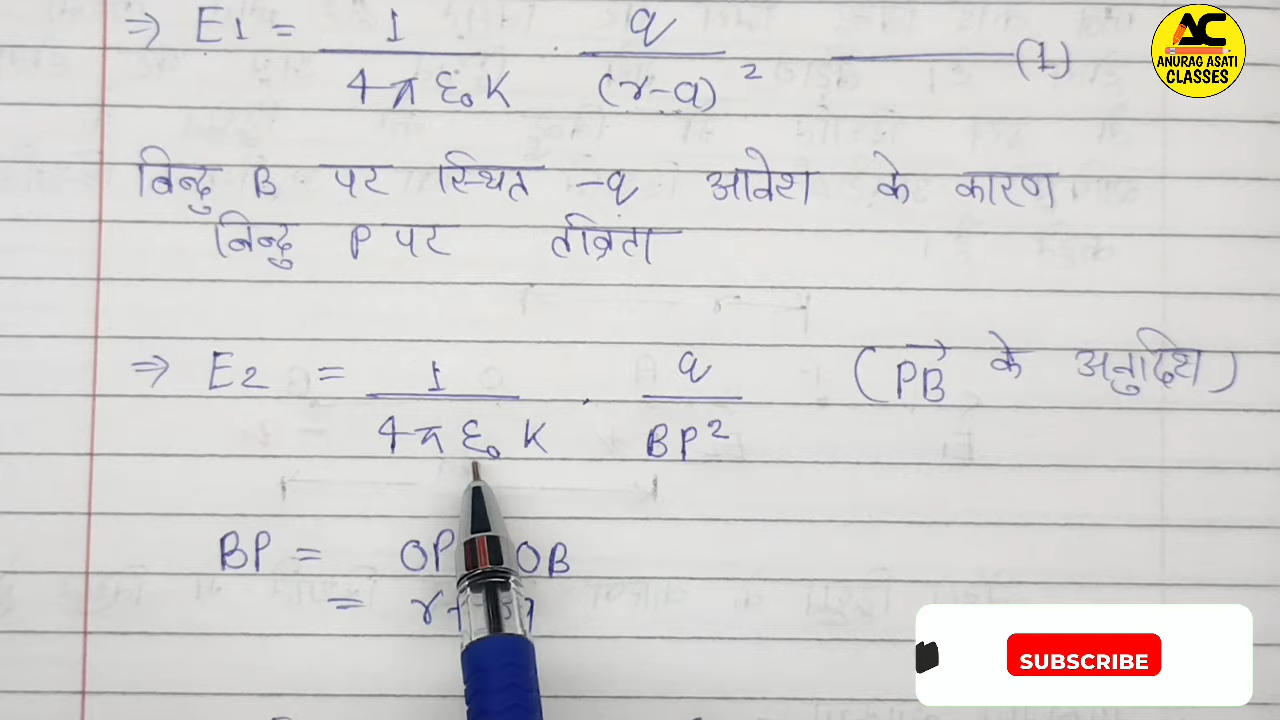 ⇒ E1 = 1 / 4πε₀K · q / (r-a)² ——— (1)
AC
ANURAG ASATI
CLASSES
बिन्दु B पर स्थित -q आवेश के कारण
बिन्दु P पर तीव्रता
⇒ E2 = 1 / 4πε₀K · q / BP² (PB→ के अनुदिश)
BP = OP OB
= r+
SUBSCRIBE